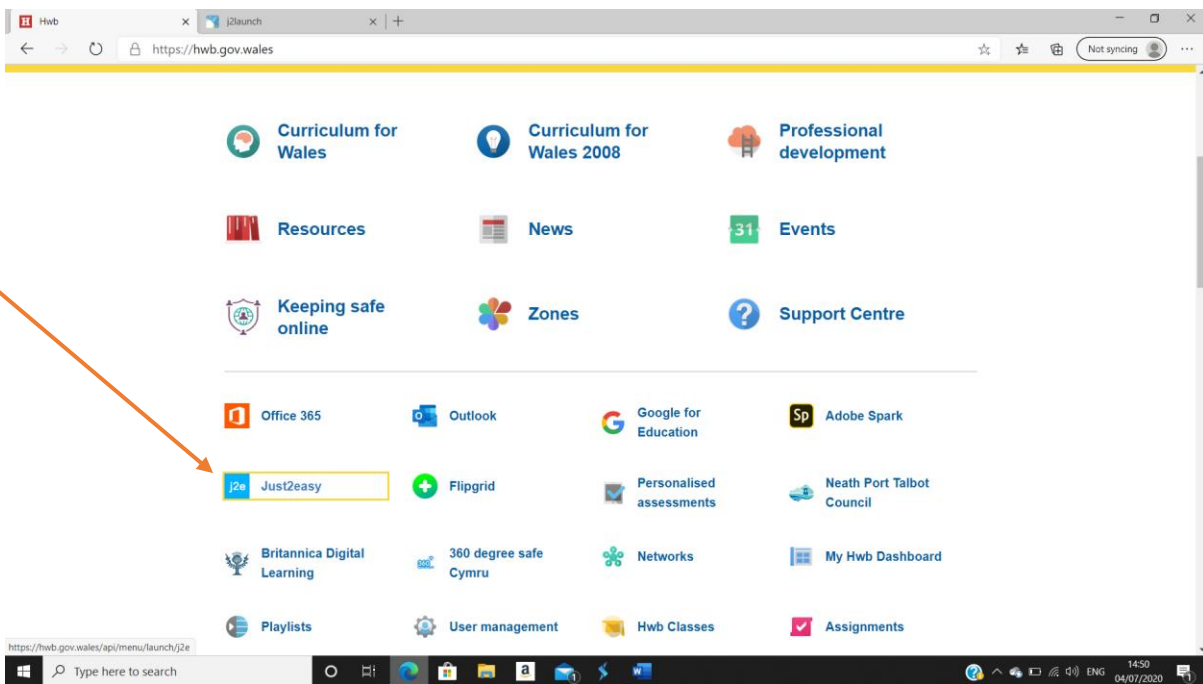 Hwb
j2launch
https://hwb.gov.wales
Not syncing
Curriculum for
Wales
Curriculum for
Wales 2008
Professional
development
Resources
News
31
Events
Keeping safe
online
Zones
?
Support Centre
Office 365
Outlook
G
Google for
Education
Sp
Adobe Spark
j2e
Just2easy
Flipgrid
Personalised
assessments
Neath Port Talbot
Council
Britannica Digital
Learning
360
360 degree safe
Cymru
Networks
My Hwb Dashboard
Playlists
User management
Hwb Classes
Assignments
https://hwb.gov.wales/api/menu/launch/j2e
Type here to search
ENG
14:50
04/07/2020